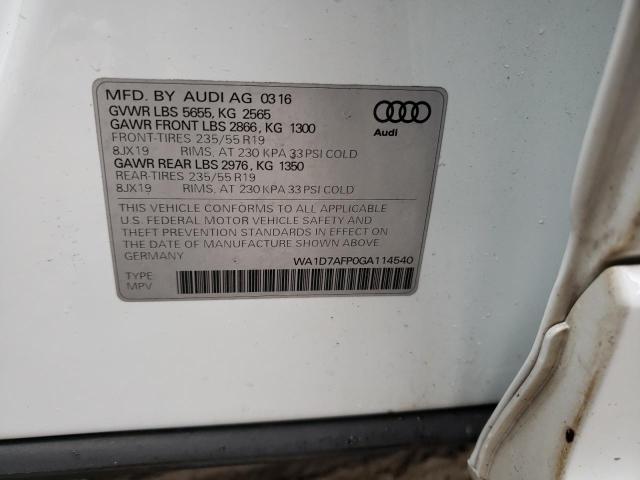 MFD. BY AUDI AG 03 16
GVWR LBS 5655, KG 2565
GAWR FRONT LBS 2866, KG 1300
FRONT-TIRES 235/55 R19
8JX19 RIMS, AT 230 KPA 33 PSI COLD
GAWR REAR LBS 2976, KG 1350
REAR-TIRES 235/55 R19
8JX19 RIMS, AT 230 KPA 33 PSI COLD
Audi
THIS VEHICLE CONFORMS TO ALL APPLICABLE
U.S. FEDERAL MOTOR VEHICLE SAFETY AND
THEFT PREVENTION STANDARDS IN EFFECT ON
THE DATE OF MANUFACTURE SHOWN ABOVE
GERMANY WA1D7AFP0GA114540
TYPE
MPV